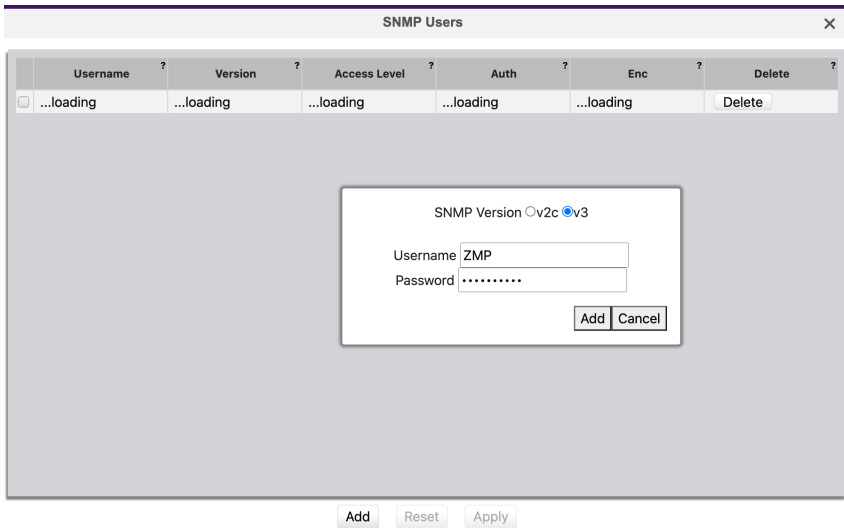 SNMP Users ×
Username ? Version ? Access Level ? Auth ? Enc ? Delete ?
...loading ...loading ...loading ...loading ...loading Delete
SNMP Version v2c v3
Username ZMP
Password ··········
Add Cancel
Add Reset Apply